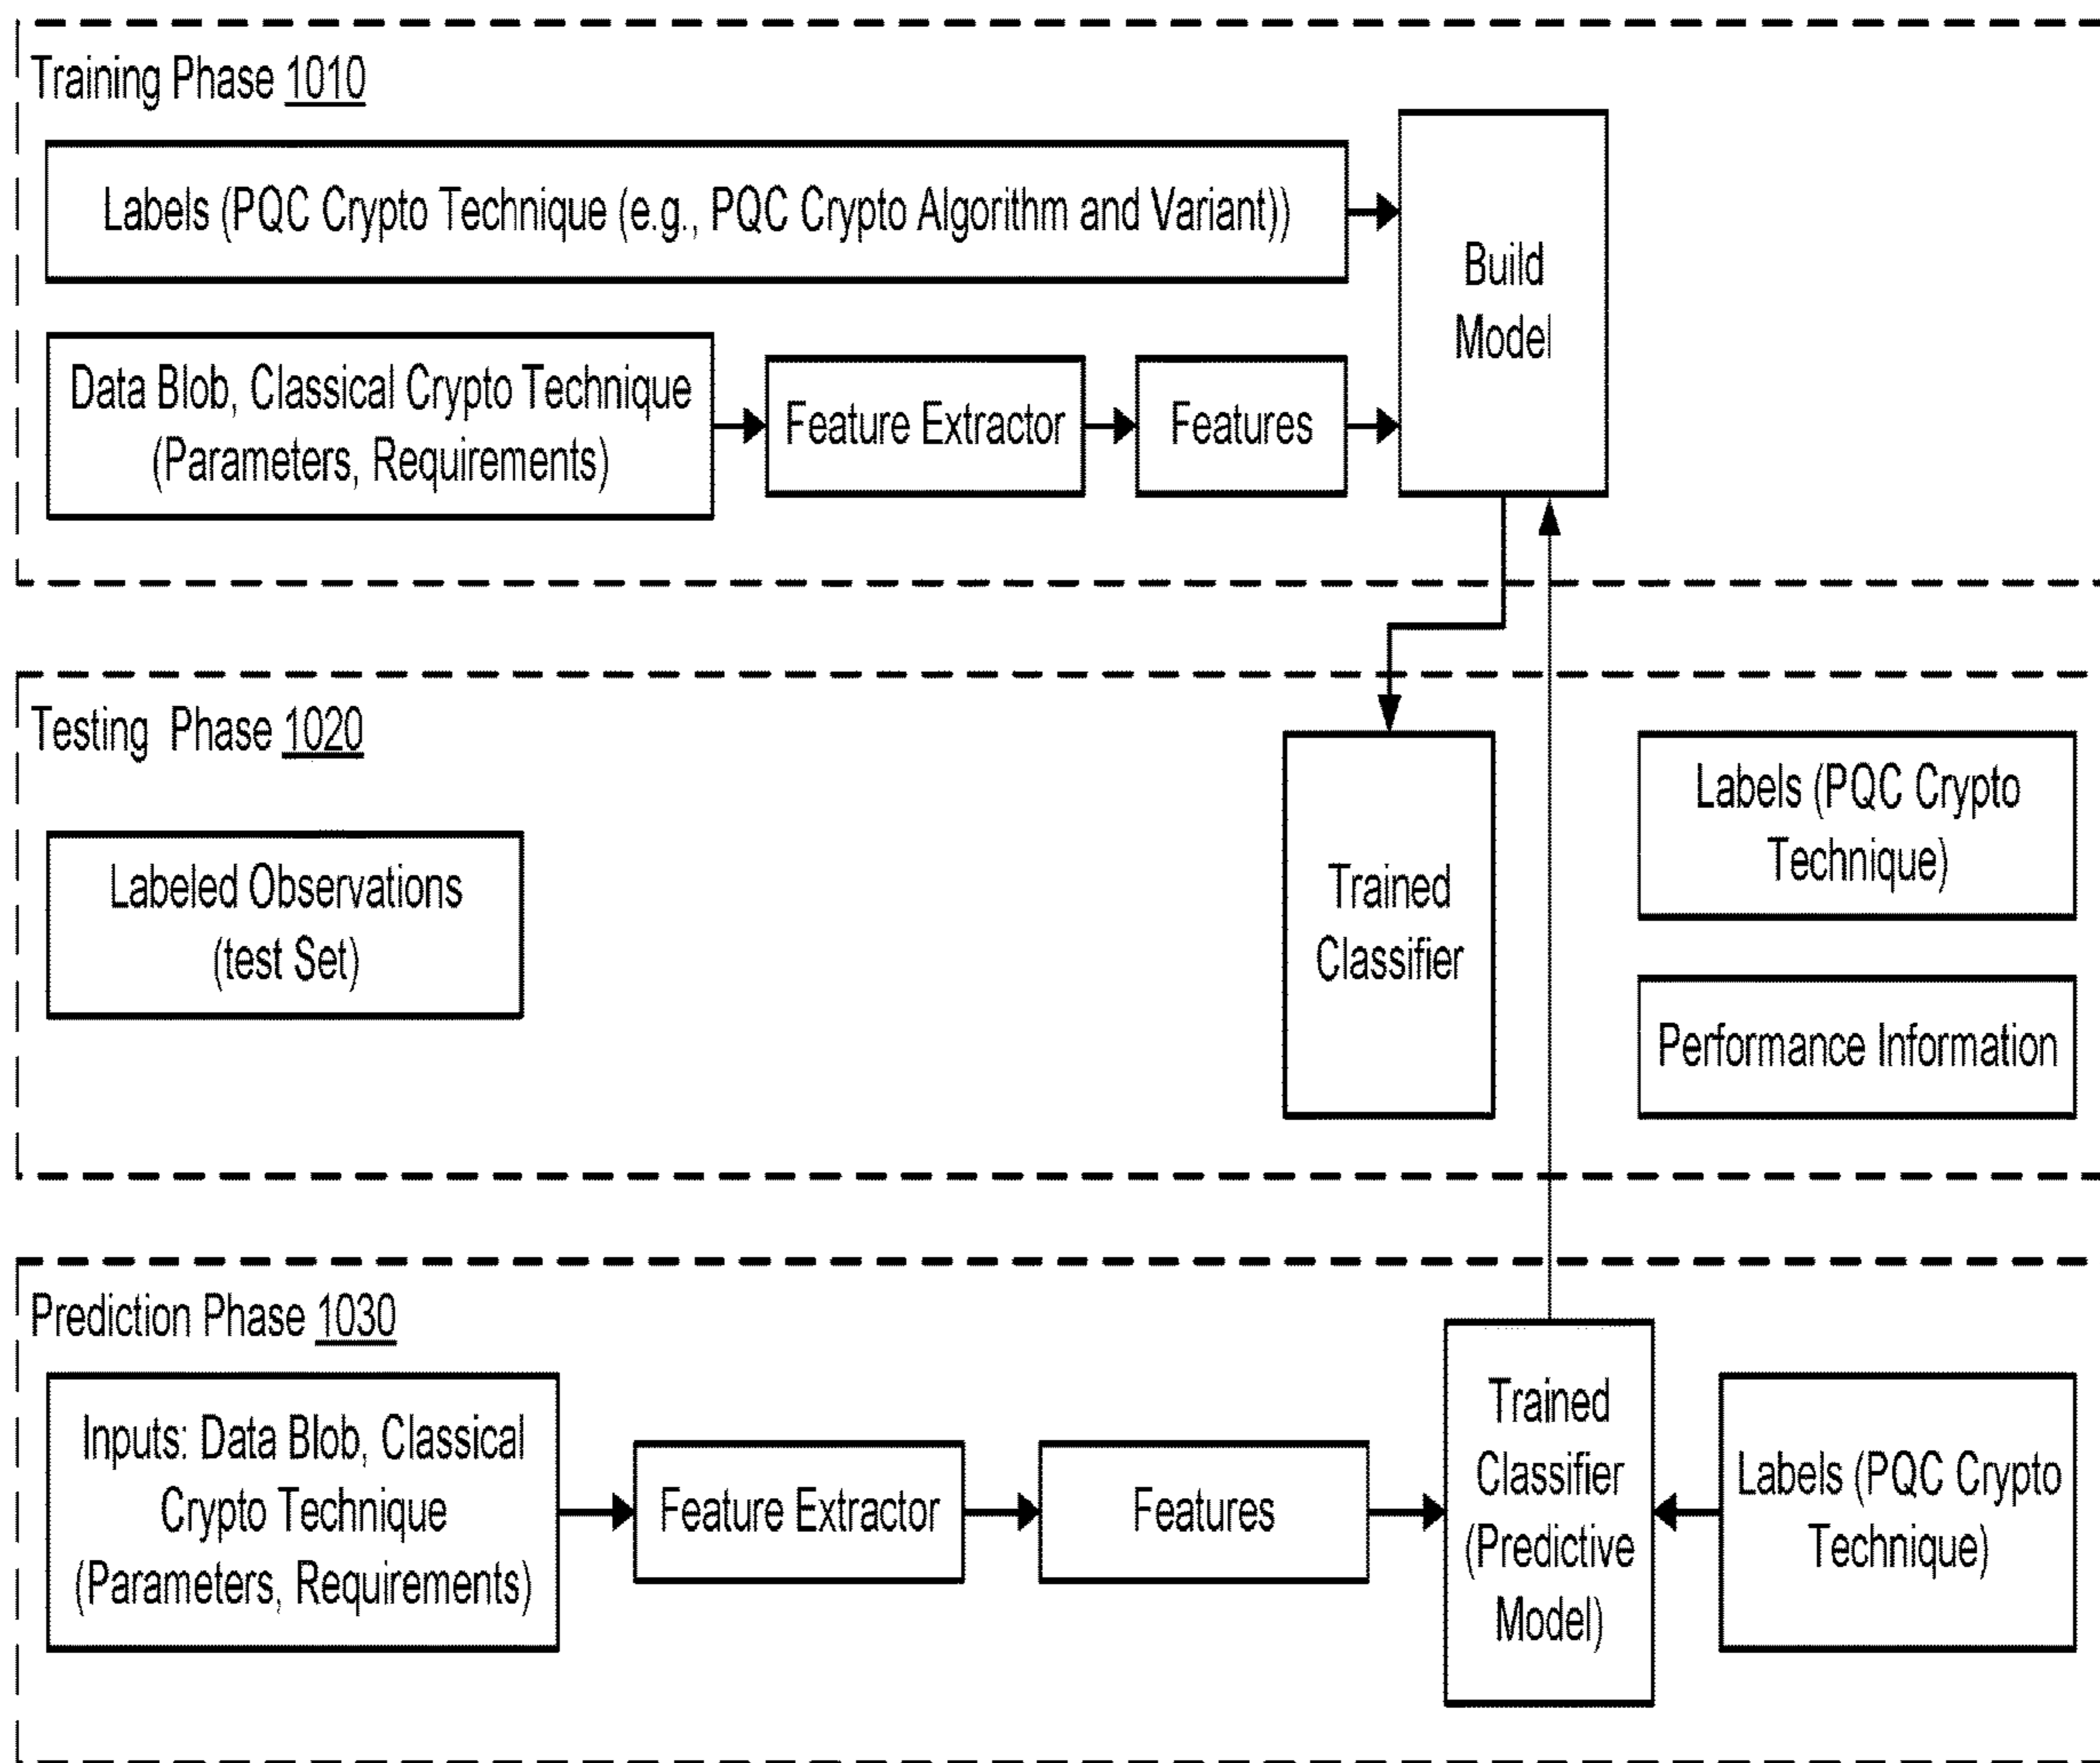 Training Phase 1010
Labels (PQC Crypto Technique (e.g., PQC Crypto Algorithm and Variant))
Build
Model
Data Blob, Classical Crypto Technique
(Parameters, Requirements)
Feature Extractor
Features
Testing Phase 1020
Labeled Observations
(test Set)
Trained
Classifier
Labels (PQC Crypto
Technique)
Performance Information
Prediction Phase 1030
Inputs: Data Blob, Classical
Crypto Technique
(Parameters, Requirements)
Feature Extractor
Features
Trained
Classifier
(Predictive
Model)
Labels (PQC Crypto
Technique)